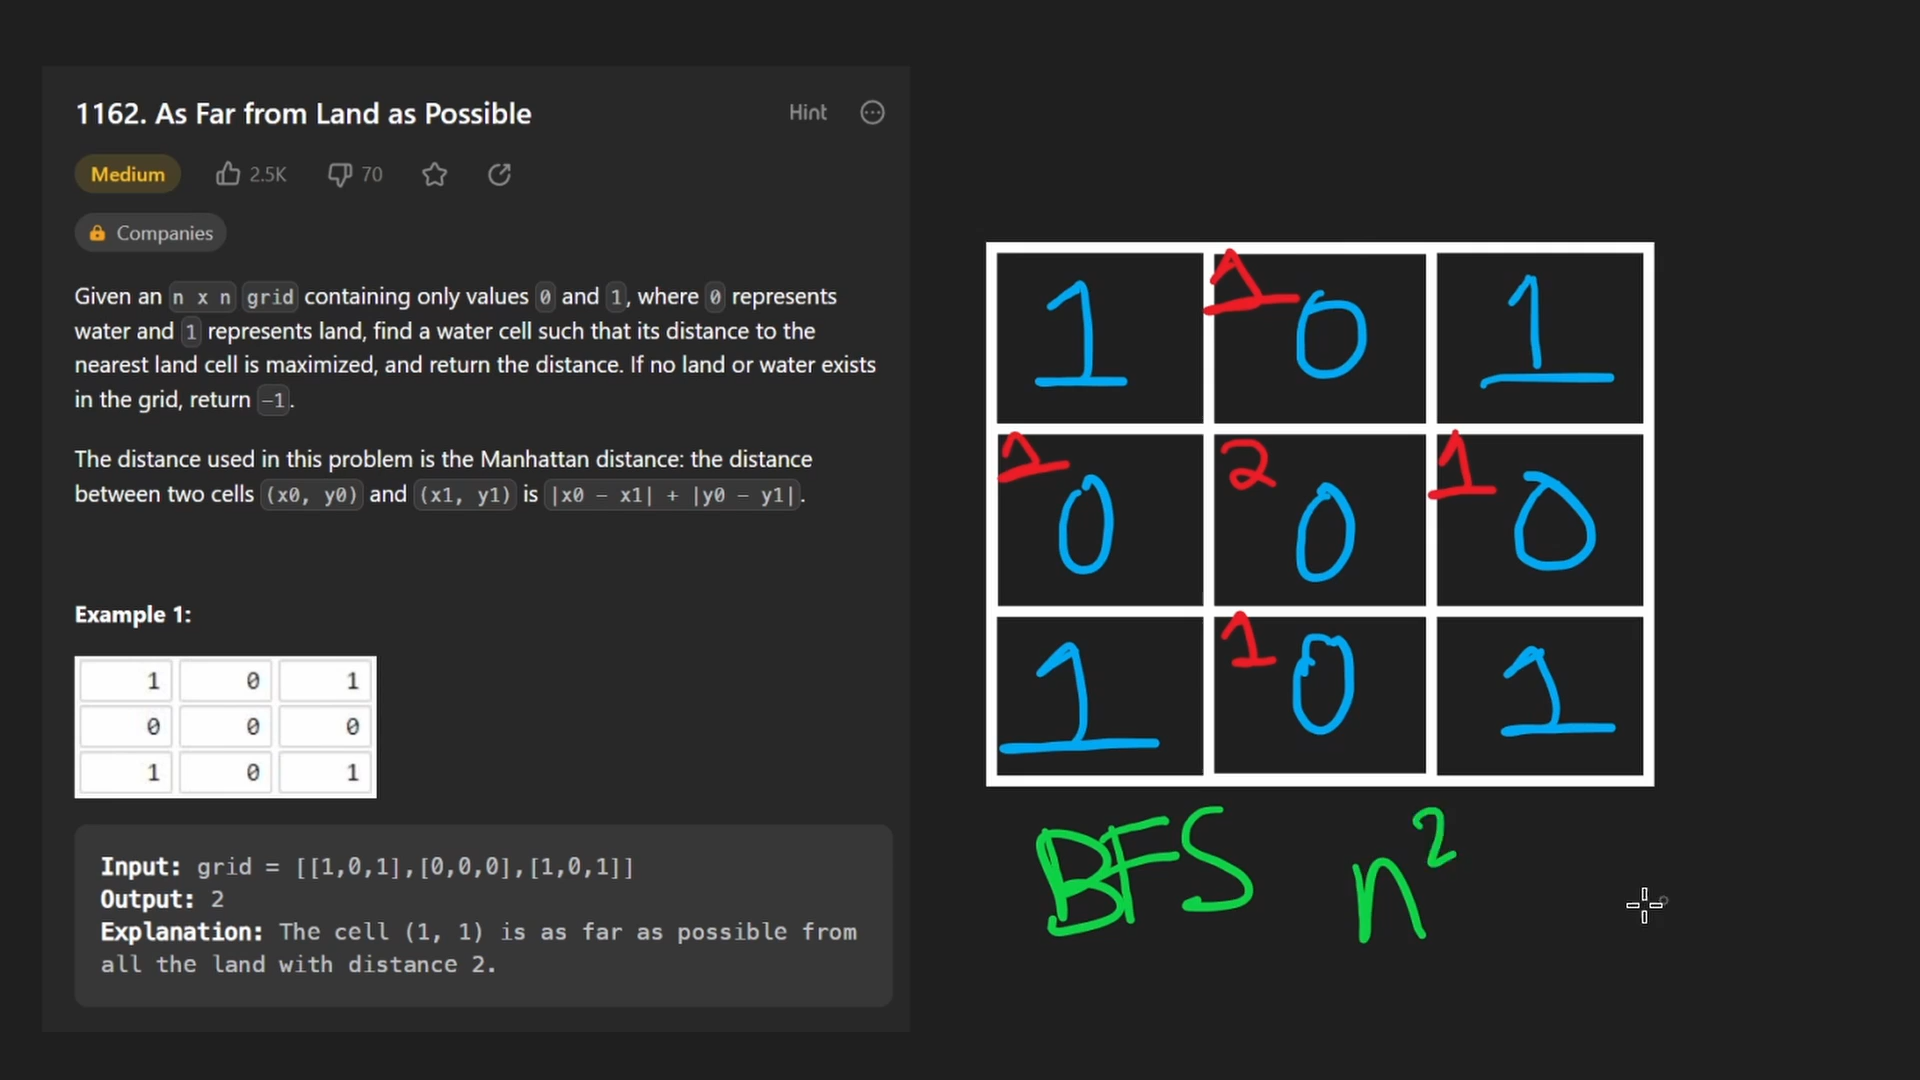 1162. As Far from Land as Possible
Hint
Medium 2.5K 70
Companies
Given an n x n grid containing only values 0 and 1, where 0 represents
water and 1 represents land, find a water cell such that its distance to the
nearest land cell is maximized, and return the distance. If no land or water exists
in the grid, return -1.
The distance used in this problem is the Manhattan distance: the distance
between two cells (x0, y0) and (x1, y1) is |x0 - x1| + |y0 - y1|.
Example 1:
1 0 1
0 0 0
1 0 1
Input: grid = [[1,0,1],[0,0,0],[1,0,1]]
Output: 2
Explanation: The cell (1, 1) is as far as possible from
all the land with distance 2.
1 1 0 1
1 0 2 0 1 0
1 1 0 1
BFS n²